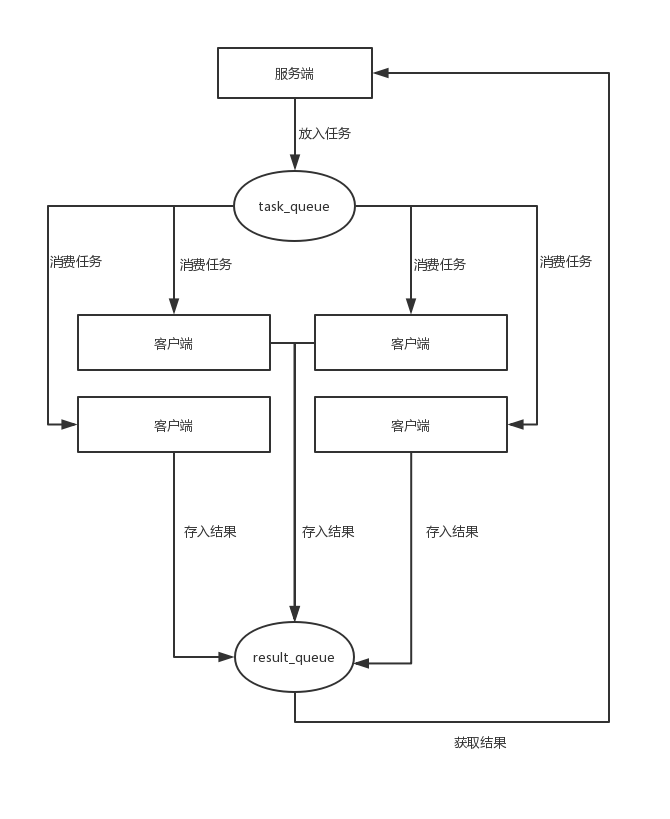 服务端
放入任务
task_queue
消费任务
消费任务
消费任务
消费任务
客户端
客户端
客户端
客户端
存入结果
存入结果
存入结果
result_queue
获取结果